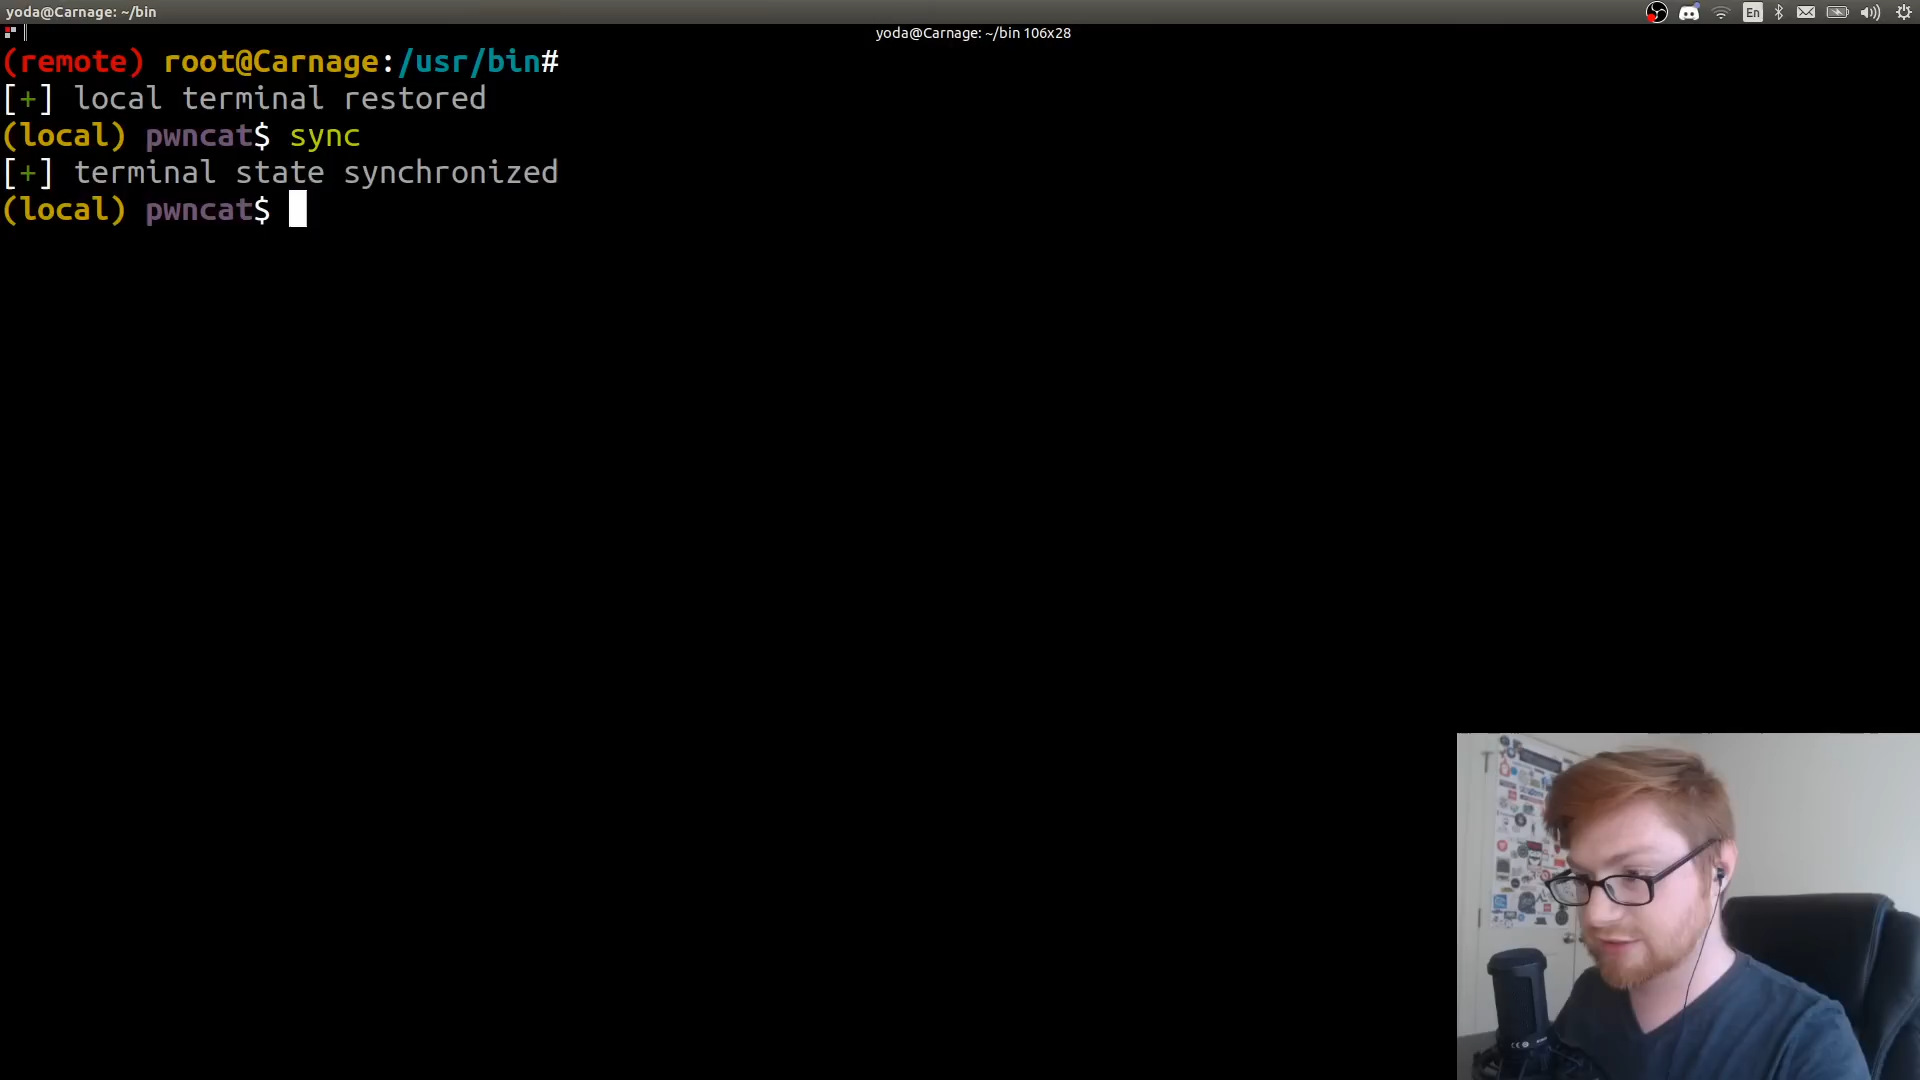 yoda@Carnage: ~/bin
En
yoda@Carnage: ~/bin 106x28
(remote) root@Carnage:/usr/bin#
[+] local terminal restored
(local) pwncat$ sync
[+] terminal state synchronized
(local) pwncat$